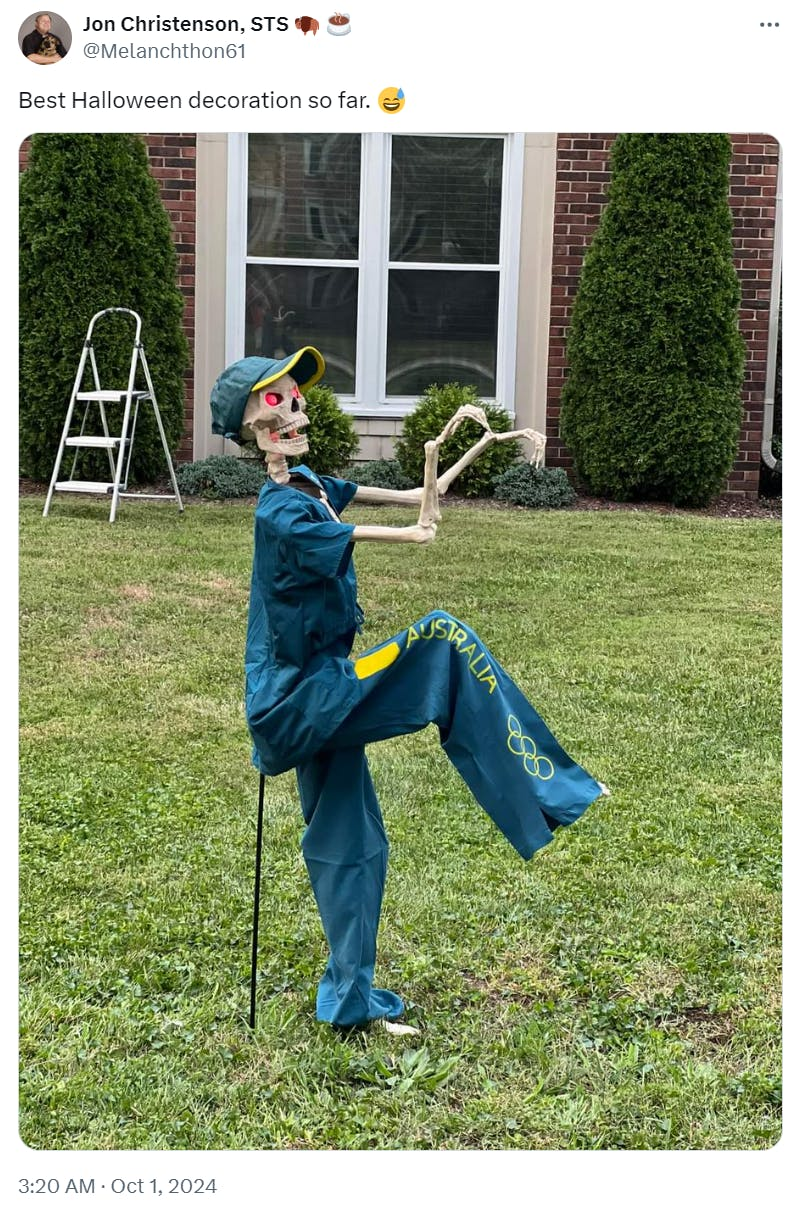 Jon Christenson, STS 🦬 ☕
@Melanchthon61
Best Halloween decoration so far. 😅
AUSTRALIA
3:20 AM · Oct 1, 2024